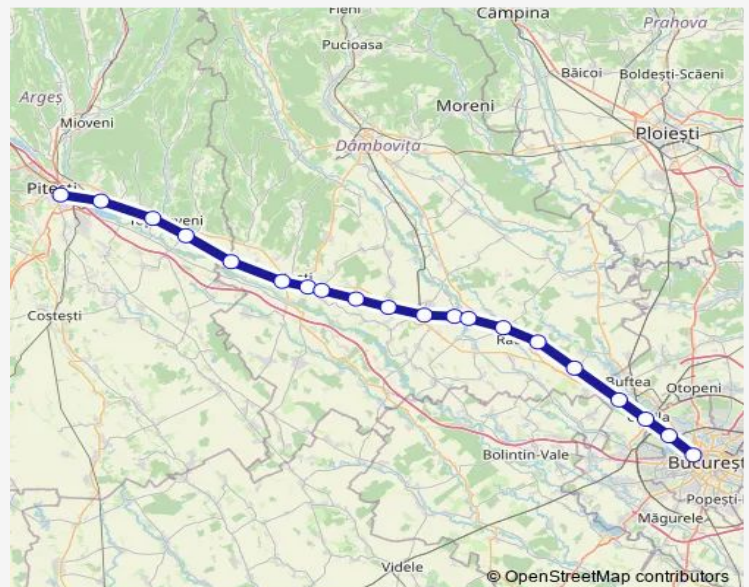 Fieni
Câmpina
Prahova
Pucioasa
Băicoi
Boldești-Scăeni
Argeș
Moreni
Mioveni
Ploiești
Dâmbovița
Pitești
Costești
Buftea
Otopeni
București
Bolintin-Vale
Popești-
Măgurele
Videle
© OpenStreetMap contributors